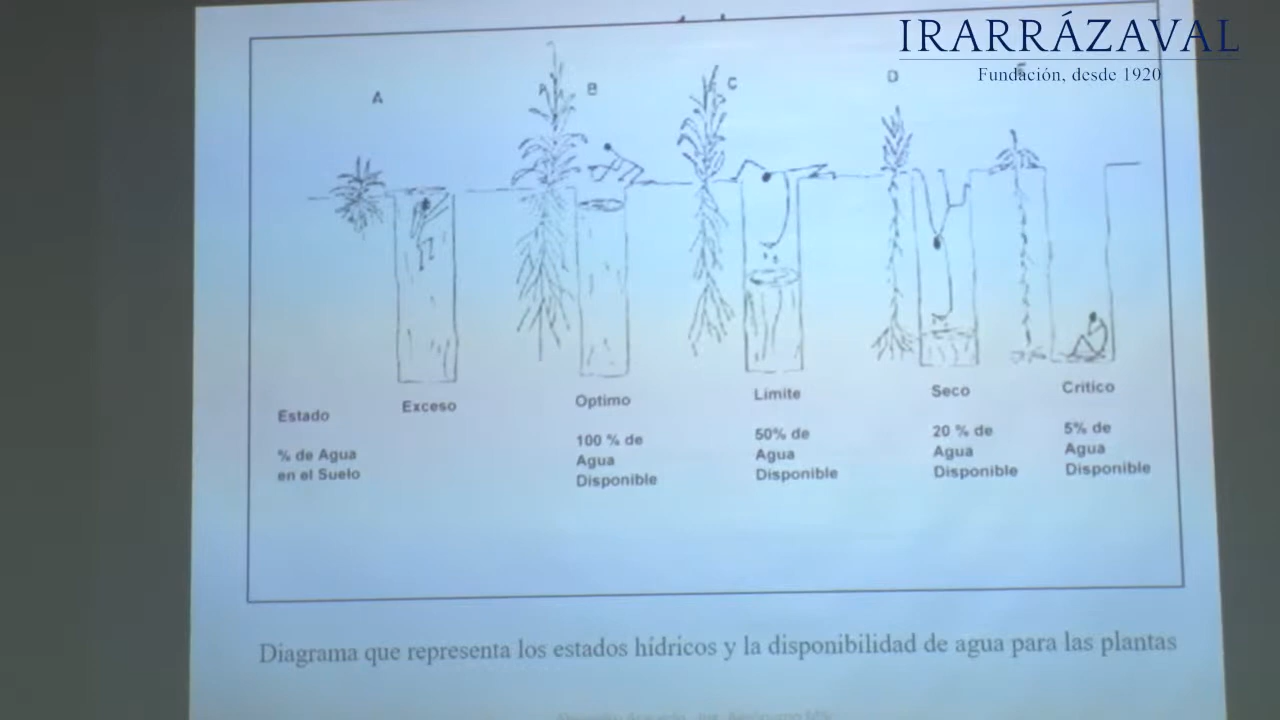 IRARRÁZAVAL
Fundación, desde 1920
A
B
C
D
Estado
Exceso
Optimo
Límite
Seco
Crítico
% de Agua
en el Suelo
100 % de
Agua
Disponible
50% de
Agua
Disponible
20 % de
Agua
Disponible
5% de
Agua
Disponible
Diagrama que representa los estados hídricos y la disponibilidad de agua para las plantas